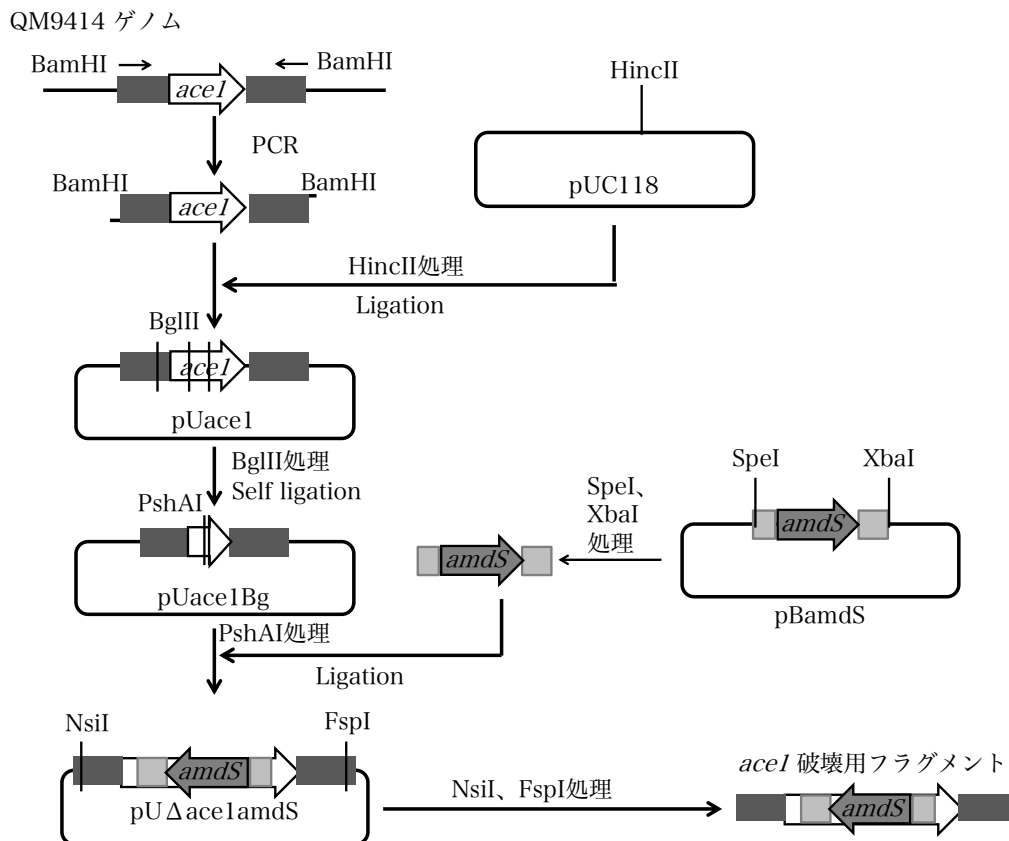 QM9414 ゲノム
BamHI
BamHI
ace1
HincII
PCR
pUC118
BamHI
BamHI
ace1
HincII処理
Ligation
BglII
ace1
pUace1
BglII処理
Self ligation
SpeI
XbaI
PshAI
SpeI、
XbaI
処理
amdS
amdS
pUace1Bg
pBamdS
PshAI処理
Ligation
NsiI
FspI
amdS
pUΔace1amdS
NsiI、FspI処理
ace1 破壊用フラグメント
amdS